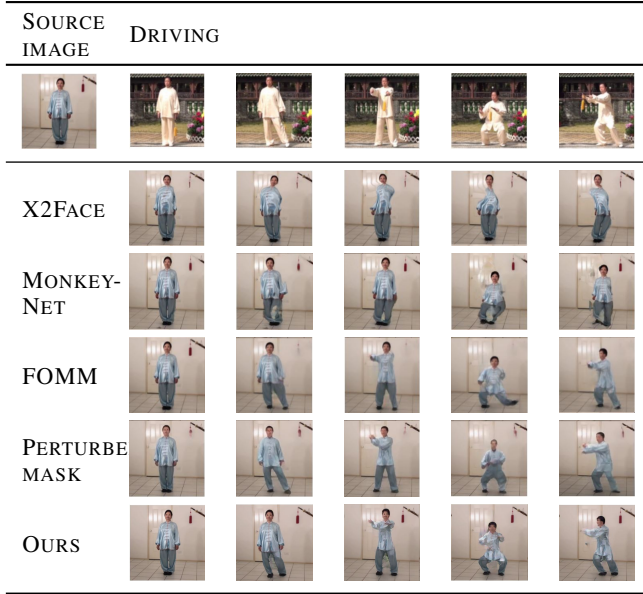 SOURCE
IMAGE
DRIVING
X2FACE
MONKEY-
NET
FOMM
PERTURBE
MASK
OURS